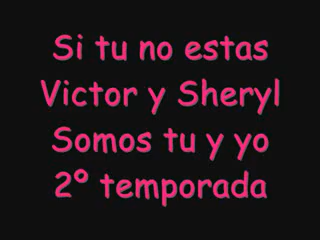 Si tu no estas
Victor y Sheryl
Somos tu y yo
2º temporada